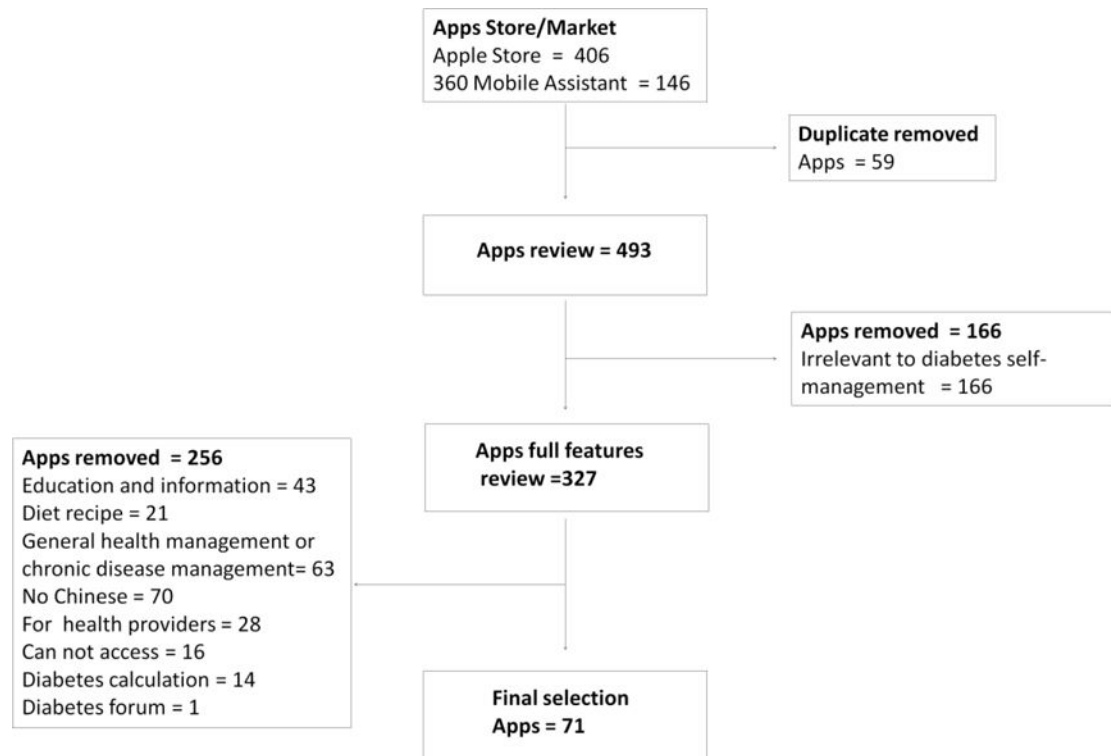 Apps Store/Market
Apple Store = 406
360 Mobile Assistant = 146
Duplicate removed
Apps = 59
Apps review = 493
Apps removed = 166
Irrelevant to diabetes self-
management = 166
Apps full features
review =327
Apps removed = 256
Education and information = 43
Diet recipe = 21
General health management or
chronic disease management= 63
No Chinese = 70
For health providers = 28
Can not access = 16
Diabetes calculation = 14
Diabetes forum = 1
Final selection
Apps = 71